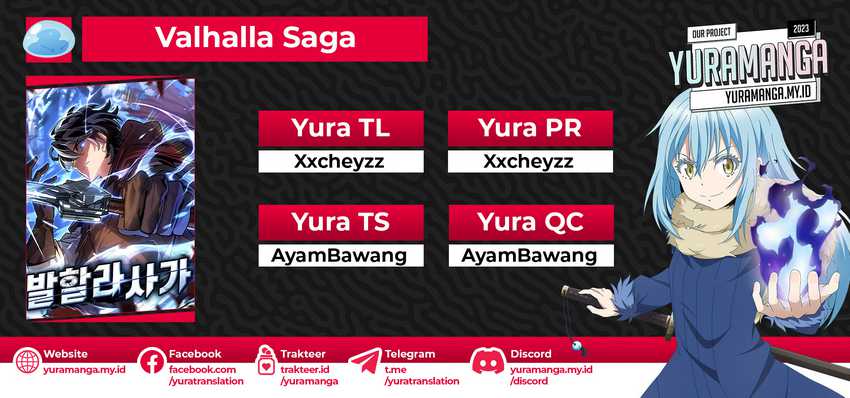 Valhalla Saga
OUR PROJECT
2023
YURAMANGA
YURAMANGA.MY.ID
Yura TL
Xxcheyzz
Yura PR
Xxcheyzz
Yura TS
AyamBawang
Yura QC
AyamBawang
발할라 사가
Website
yuramanga.my.id
Facebook
facebook.com
/yuratranslation
Trakteer
trakteer.id
/yuramanga
Telegram
t.me
/yuratranslation
Discord
yuramanga.my.id
/discord